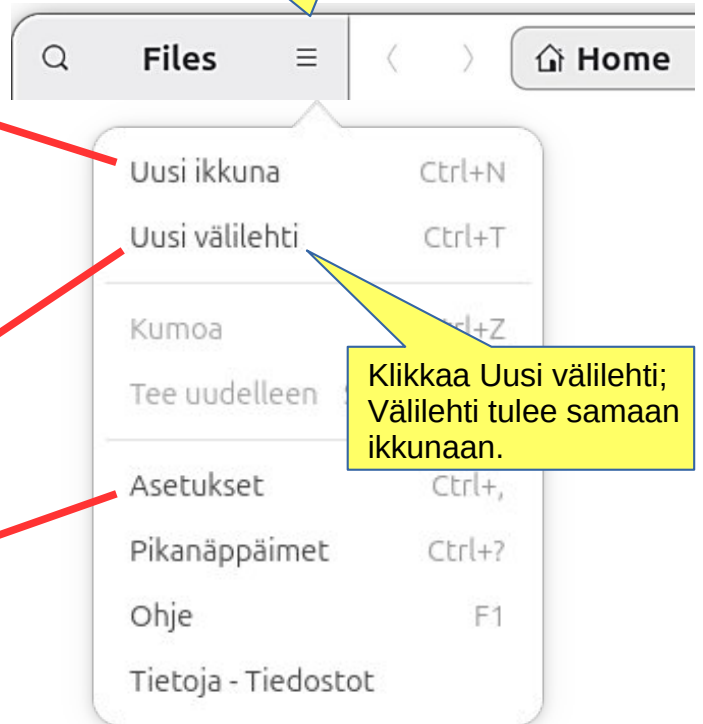 Files
Home
Uusi ikkuna Ctrl+N
Uusi välilehti Ctrl+T
Kumoa
Tee uudelleen
Klikkaa Uusi välilehti;
Välilehti tulee samaan
ikkunaan.
Asetukset Ctrl+,
Pikanäppäimet Ctrl+?
Ohje F1
Tietoja - Tiedostot